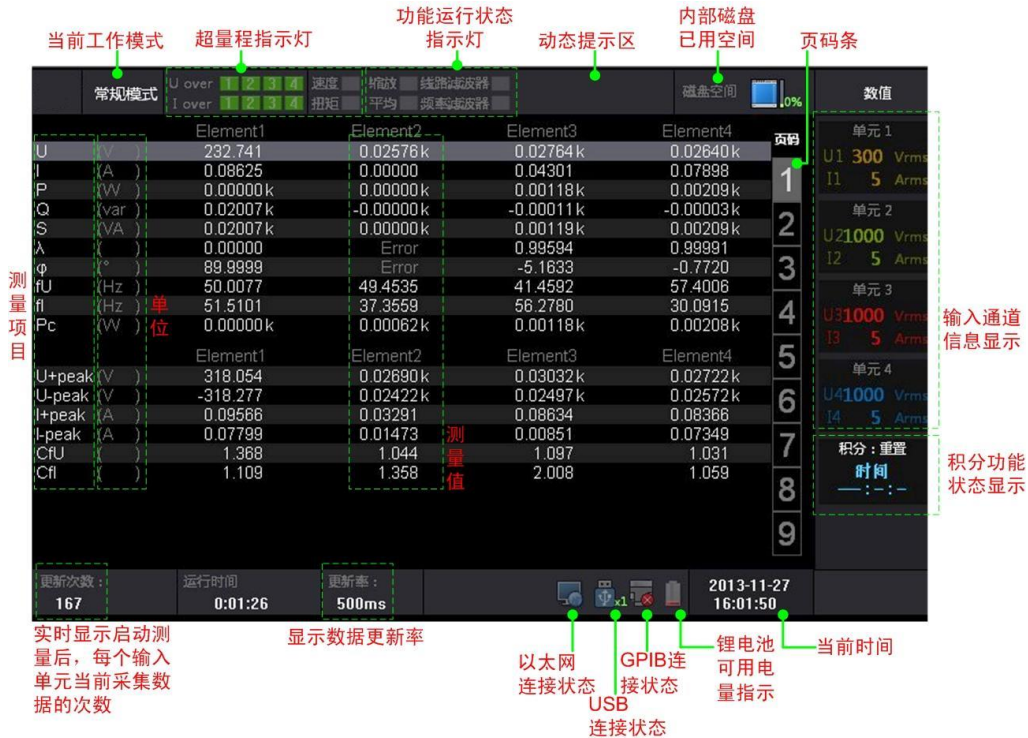 当前工作模式
超量程指示灯
功能运行状态
指示灯
动态提示区
内部磁盘
已用空间
页码条
常规模式
U over 1 2 3 4 速度
I over 1 2 3 4 扭矩
缩放 线路滤波器
平均 频率滤波器
磁盘空间
0%
数值
Element1 Element2 Element3 Element4
页码
U (V ) 232.741 0.02576k 0.02764k 0.02640k
I (A ) 0.08625 0.00000 0.04301 0.07898
P (W ) 0.00000k 0.00000k 0.00118k 0.00209k
Q (var ) 0.02007k -0.00000k -0.00011k -0.00003k
S (VA ) 0.02007k 0.00000k 0.00119k 0.00209k
λ ( ) 0.00000 Error 0.99594 0.99991
φ (° ) 89.9999 Error -5.1633 -0.7720
fU (Hz ) 50.0077 49.4535 41.4592 57.4006
fI (Hz ) 51.5101 37.3559 56.2780 30.0915
Pc (W ) 0.00000k 0.00062k 0.00118k 0.00208k
Element1 Element2 Element3 Element4
U+peak (V ) 318.054 0.02690k 0.03032k 0.02722k
U-peak (V ) -318.277 0.02422k 0.02497k 0.02572k
I+peak (A ) 0.09566 0.03291 0.08634 0.08366
I-peak (A ) 0.07799 0.01473 0.00851 0.07349
CfU ( ) 1.368 1.044 1.097 1.031
CfI ( ) 1.109 1.358 2.008 1.059
测量项目
单位
测量值
1
2
3
4
5
6
7
8
9
单元 1
U1 300 Vrms
I1 5 Arms
单元 2
U2 1000 Vrms
I2 5 Arms
单元 3
U3 1000 Vrms
I3 5 Arms
单元 4
U4 1000 Vrms
I4 5 Arms
输入通道
信息显示
积分：重置
时间
—:-:-
积分功能
状态显示
更新次数：
167
运行时间
0:01:26
更新率：
500ms
x1
2013-11-27
16:01:50
实时显示启动测
量后，每个输入
单元当前采集数
据的次数
显示数据更新率
以太网
连接状态
USB
连接状态
GPIB连
接状态
锂电池
可用电
量指示
当前时间